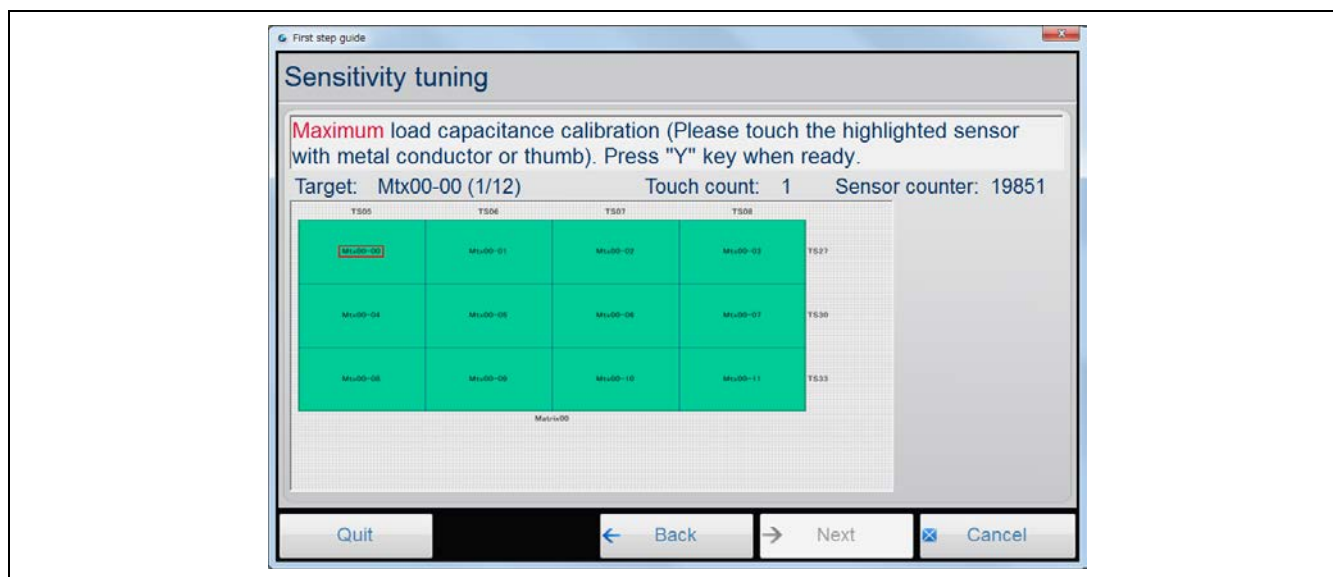 First step guide
Sensitivity tuning
Maximum load capacitance calibration (Please touch the highlighted sensor
with metal conductor or thumb). Press "Y" key when ready.
Target: Mtx00-00 (1/12) Touch count: 1 Sensor counter: 19851
TS05 TS06 TS07 TS08
Mtx00-00 Mtx00-01 Mtx00-02 Mtx00-03 TS27
Mtx00-04 Mtx00-05 Mtx00-06 Mtx00-07 TS30
Mtx00-08 Mtx00-09 Mtx00-10 Mtx00-11 TS33
Matrix00
Quit Back Next Cancel